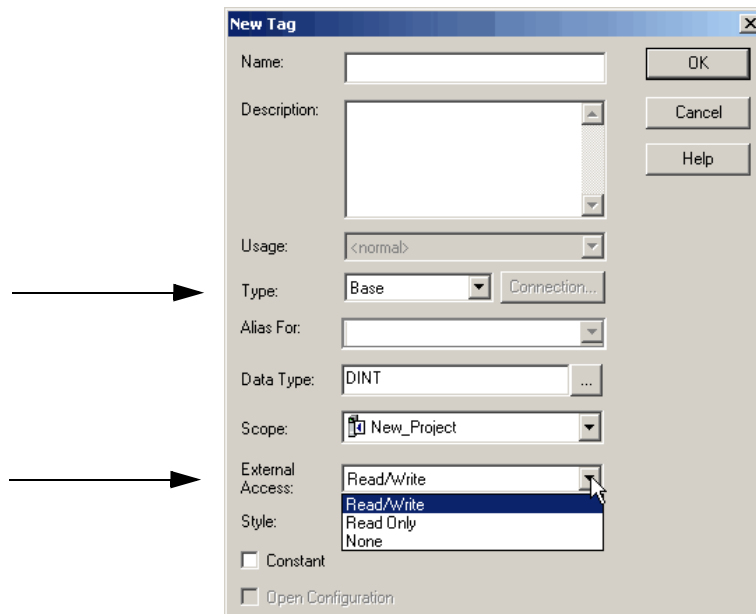 New Tag
Name:
OK
Description:
Cancel
Help
Usage:
<normal>
Type:
Base
Connection...
Alias For:
Data Type:
DINT
...
Scope:
New_Project
External
Access:
Read/Write
Read/Write
Read Only
None
Style:
Constant
Open Configuration